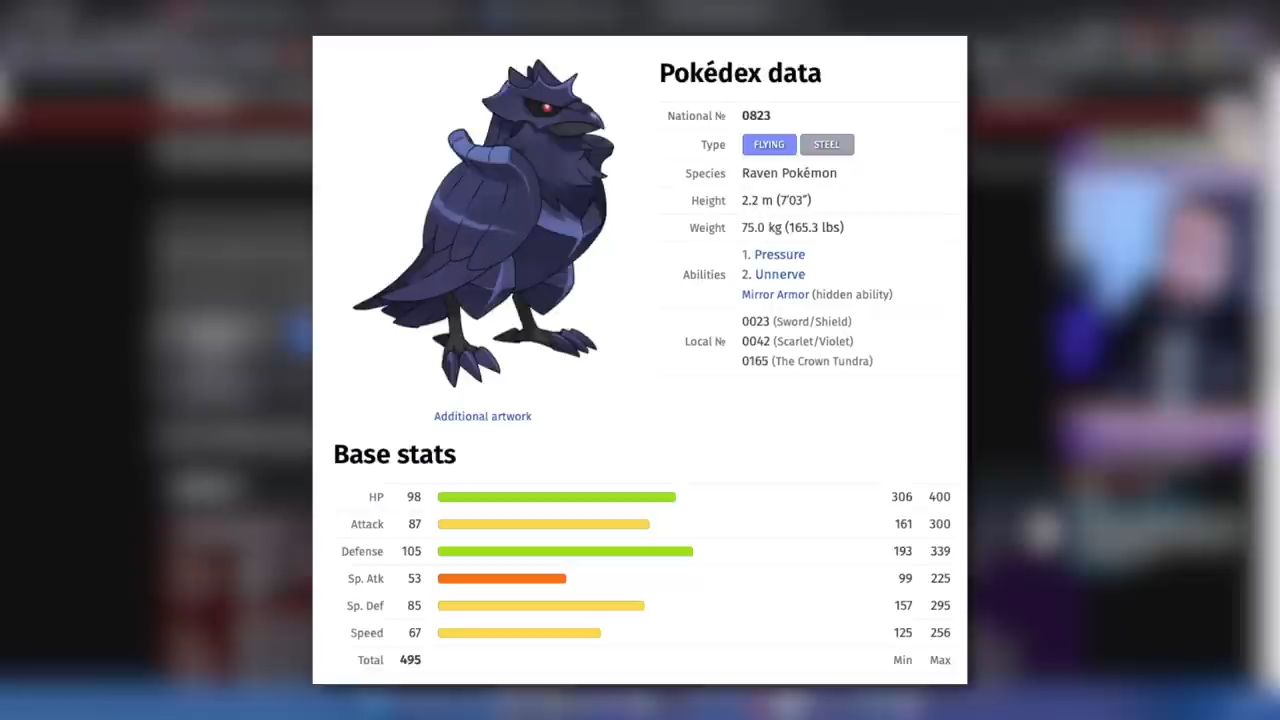 Pokédex data
National № 0823
Type FLYING STEEL
Species Raven Pokémon
Height 2.2 m (7′03″)
Weight 75.0 kg (165.3 lbs)
Abilities 1. Pressure
2. Unnerve
Mirror Armor (hidden ability)
Local № 0023 (Sword/Shield)
0042 (Scarlet/Violet)
0165 (The Crown Tundra)
Additional artwork
Base stats
HP 98 306 400
Attack 87 161 300
Defense 105 193 339
Sp. Atk 53 99 225
Sp. Def 85 157 295
Speed 67 125 256
Total 495 Min Max